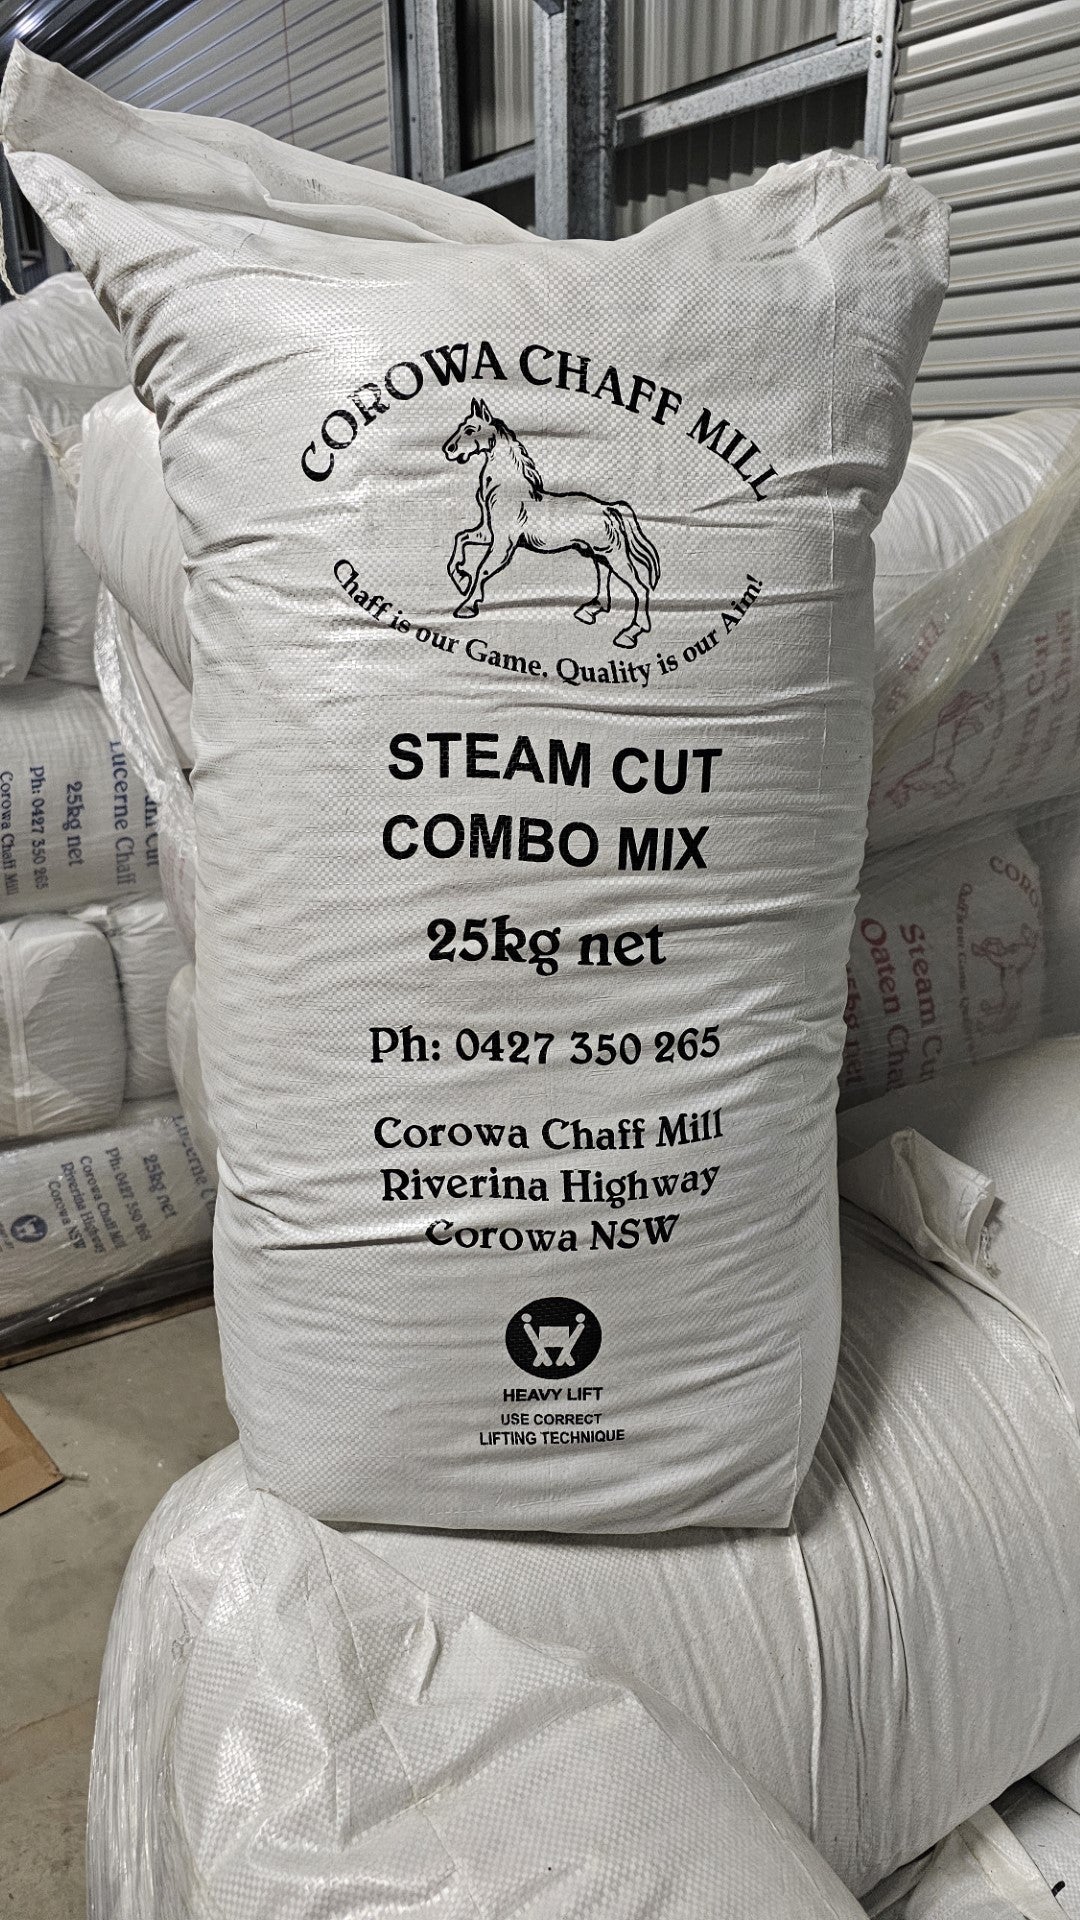 COROWA CHAFF MILL
Chaff is our Game. Quality is our Aim!
STEAM CUT
COMBO MIX
25kg net
Ph: 0427 350 265
Corowa Chaff Mill
Riverina Highway
Corowa NSW
HEAVY LIFT
USE CORRECT
LIFTING TECHNIQUE
Lucerne Chaff
25kg net
Ph: 0427 350 265
Corowa Chaff Mill
25kg net
Ph: 0427 350 265
Corowa Chaff Mill
Riverina Highway
Corowa NSW
Steam Cu
Oaten Cha